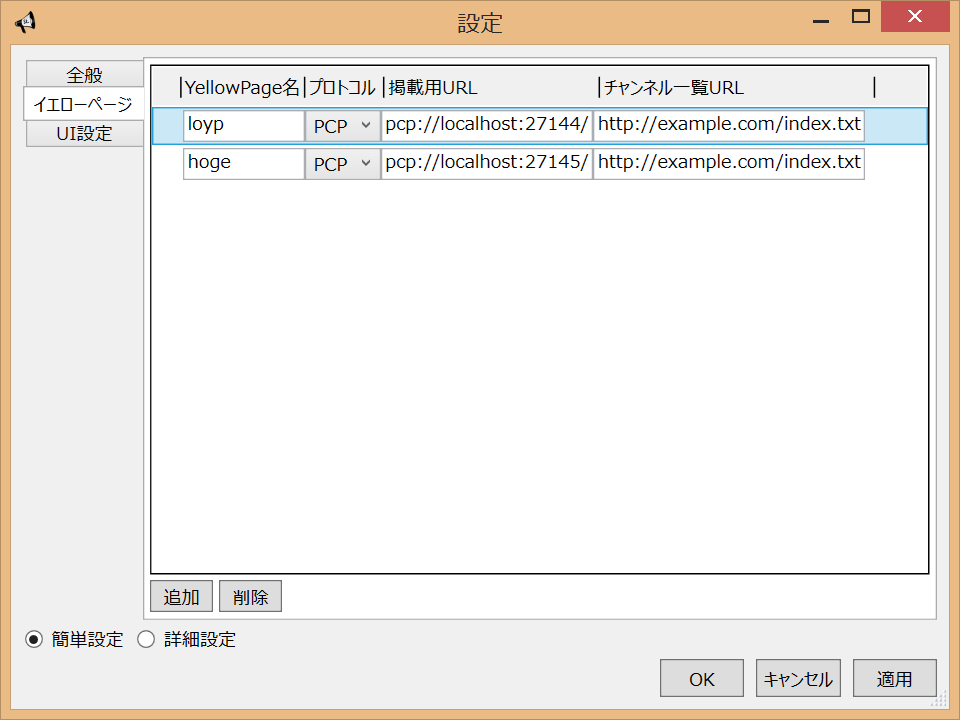 設定
全般
イエローページ
UI設定
YellowPage名 プロトコル 掲載用URL チャンネル一覧URL
loyp PCP pcp://localhost:27144/ http://example.com/index.txt
hoge PCP pcp://localhost:27145/ http://example.com/index.txt
追加 削除
簡単設定 詳細設定
OK キャンセル 適用